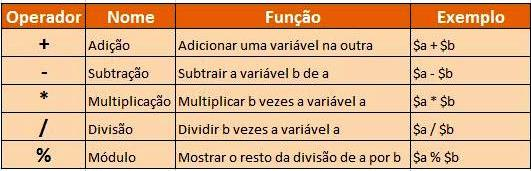 Operador Nome Função Exemplo
+ Adição Adicionar uma variável na outra $a + $b
- Subtração Subtrair a variável b de a $a - $b
* Multiplicação Multiplicar b vezes a variável a $a * $b
/ Divisão Dividir b vezes a variável a $a / $b
% Módulo Mostrar o resto da divisão de a por b $a % $b